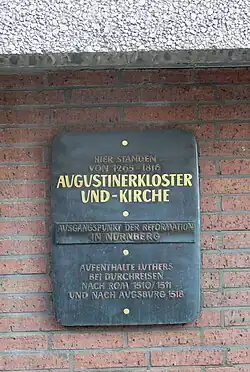 HIER STANDEN
VON 1265-1816
AUGUSTINERKLOSTER
UND-KIRCHE
AUSGANGSPUNKT DER REFORMATION
IN NÜRNBERG
AUFENTHALTE LUTHERS
BEI DURCHREISEN
NACH ROM 1510/1511
UND NACH AUGSBURG 1518